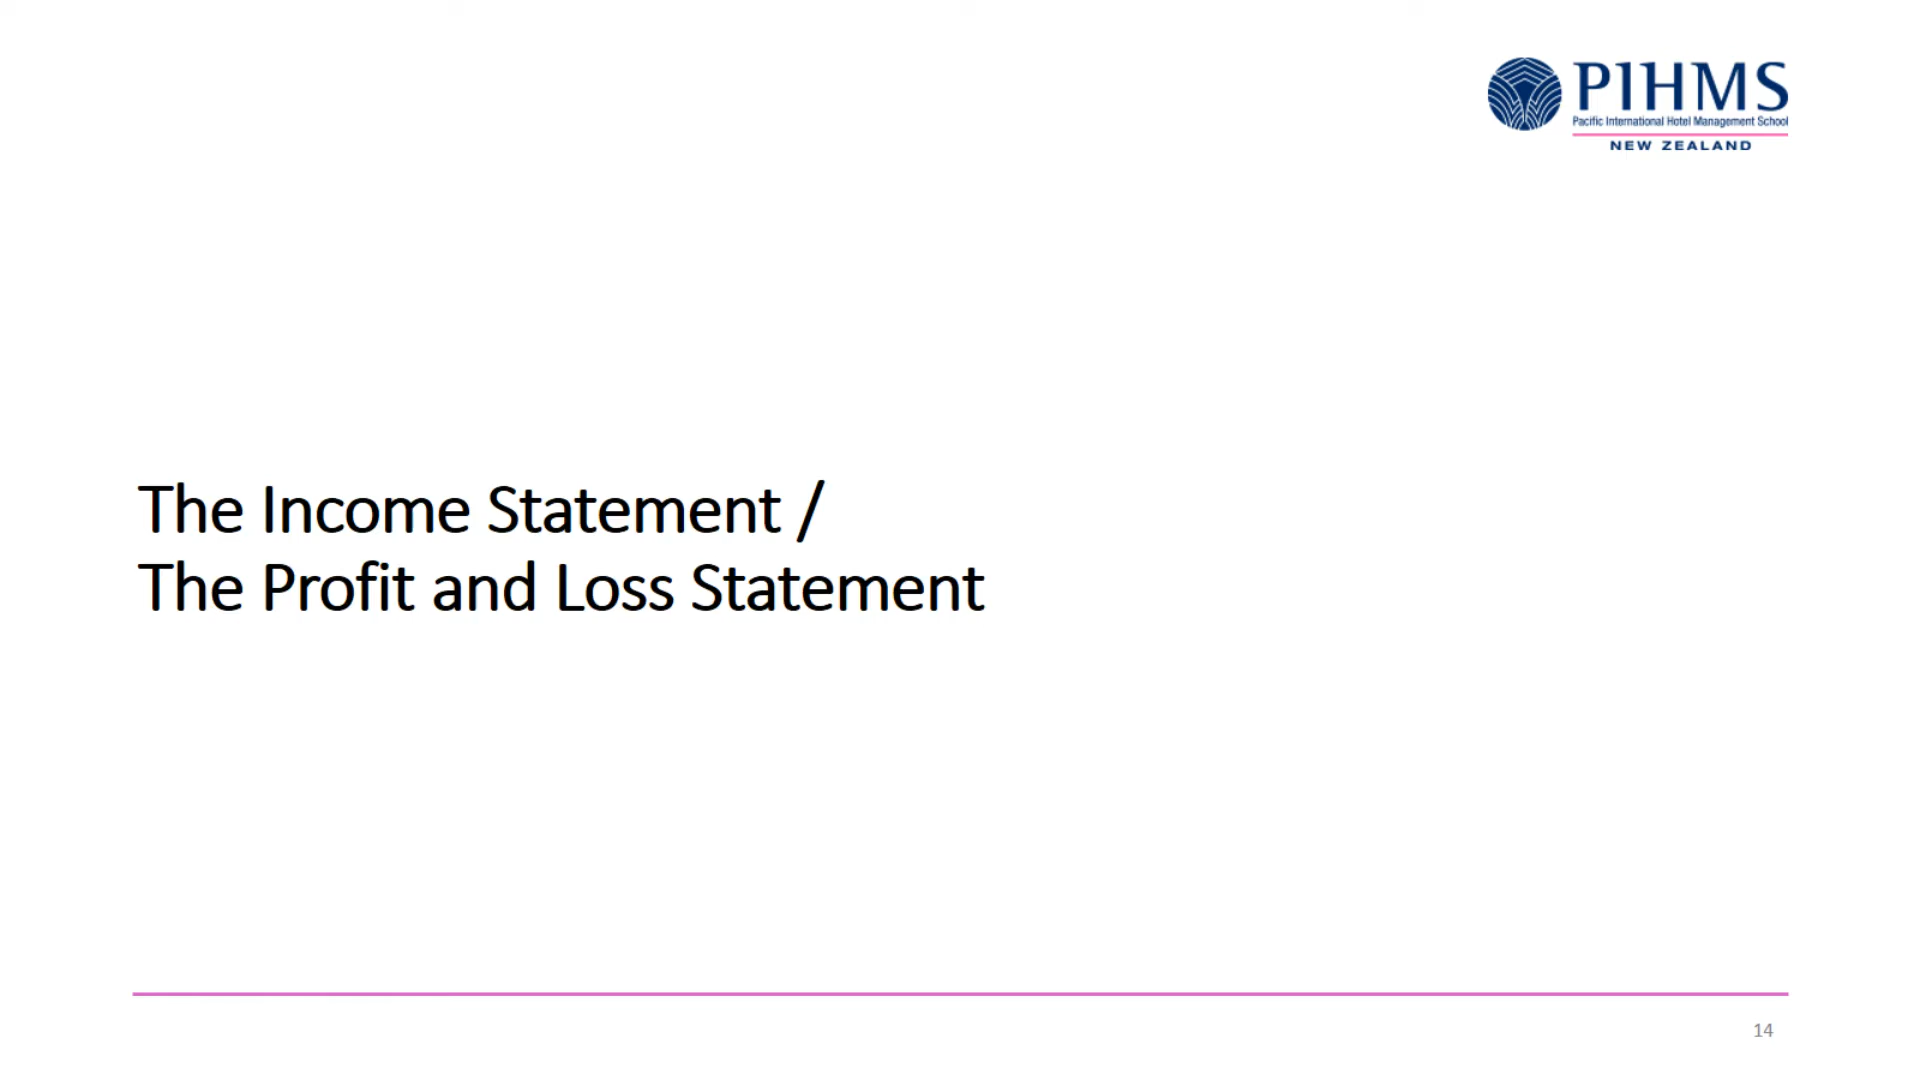 PIHMS
Pacific International Hotel Management School
NEW ZEALAND
The Income Statement /
The Profit and Loss Statement
14